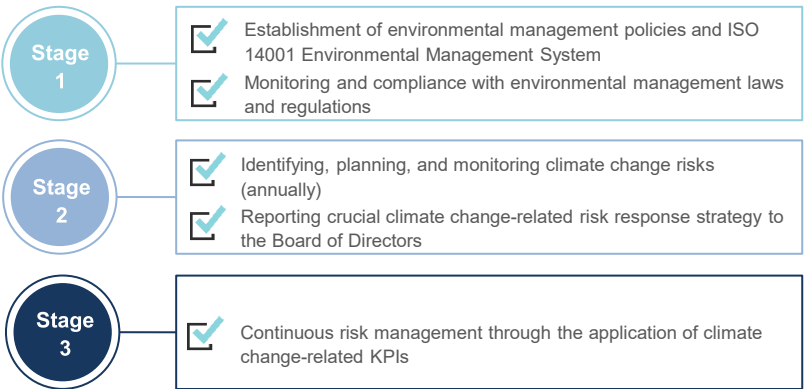 Stage
1
Establishment of environmental management policies and ISO
14001 Environmental Management System
Monitoring and compliance with environmental management laws
and regulations
Stage
2
Identifying, planning, and monitoring climate change risks
(annually)
Reporting crucial climate change-related risk response strategy to
the Board of Directors
Stage
3
Continuous risk management through the application of climate
change-related KPIs